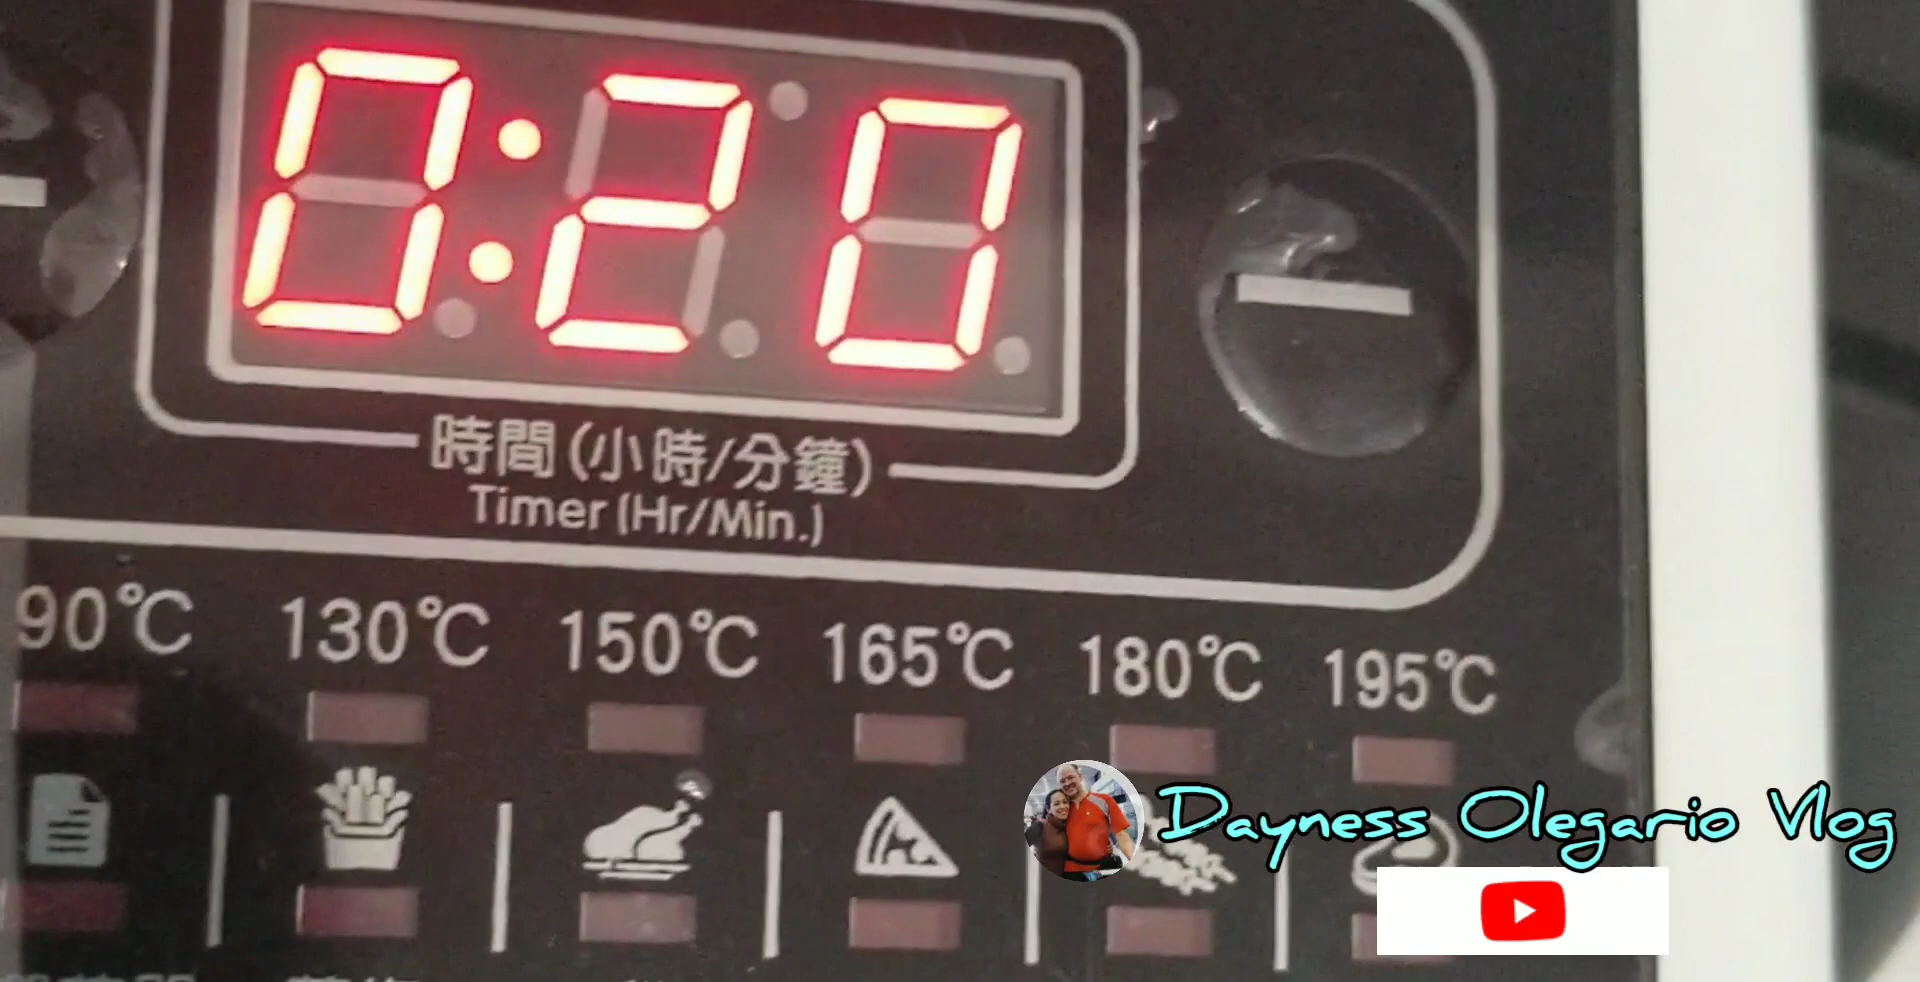 0:20
時間(小時/分鐘)
Timer (Hr/Min.)
90℃ 130℃ 150℃ 165℃ 180℃ 195℃
Dayness Olegario Vlog